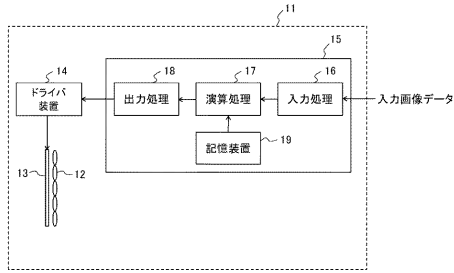 11
15
14
ドライバ
装置
18
出力処理
17
演算処理
16
入力処理
入力画像データ
記憶装置
19
13
12